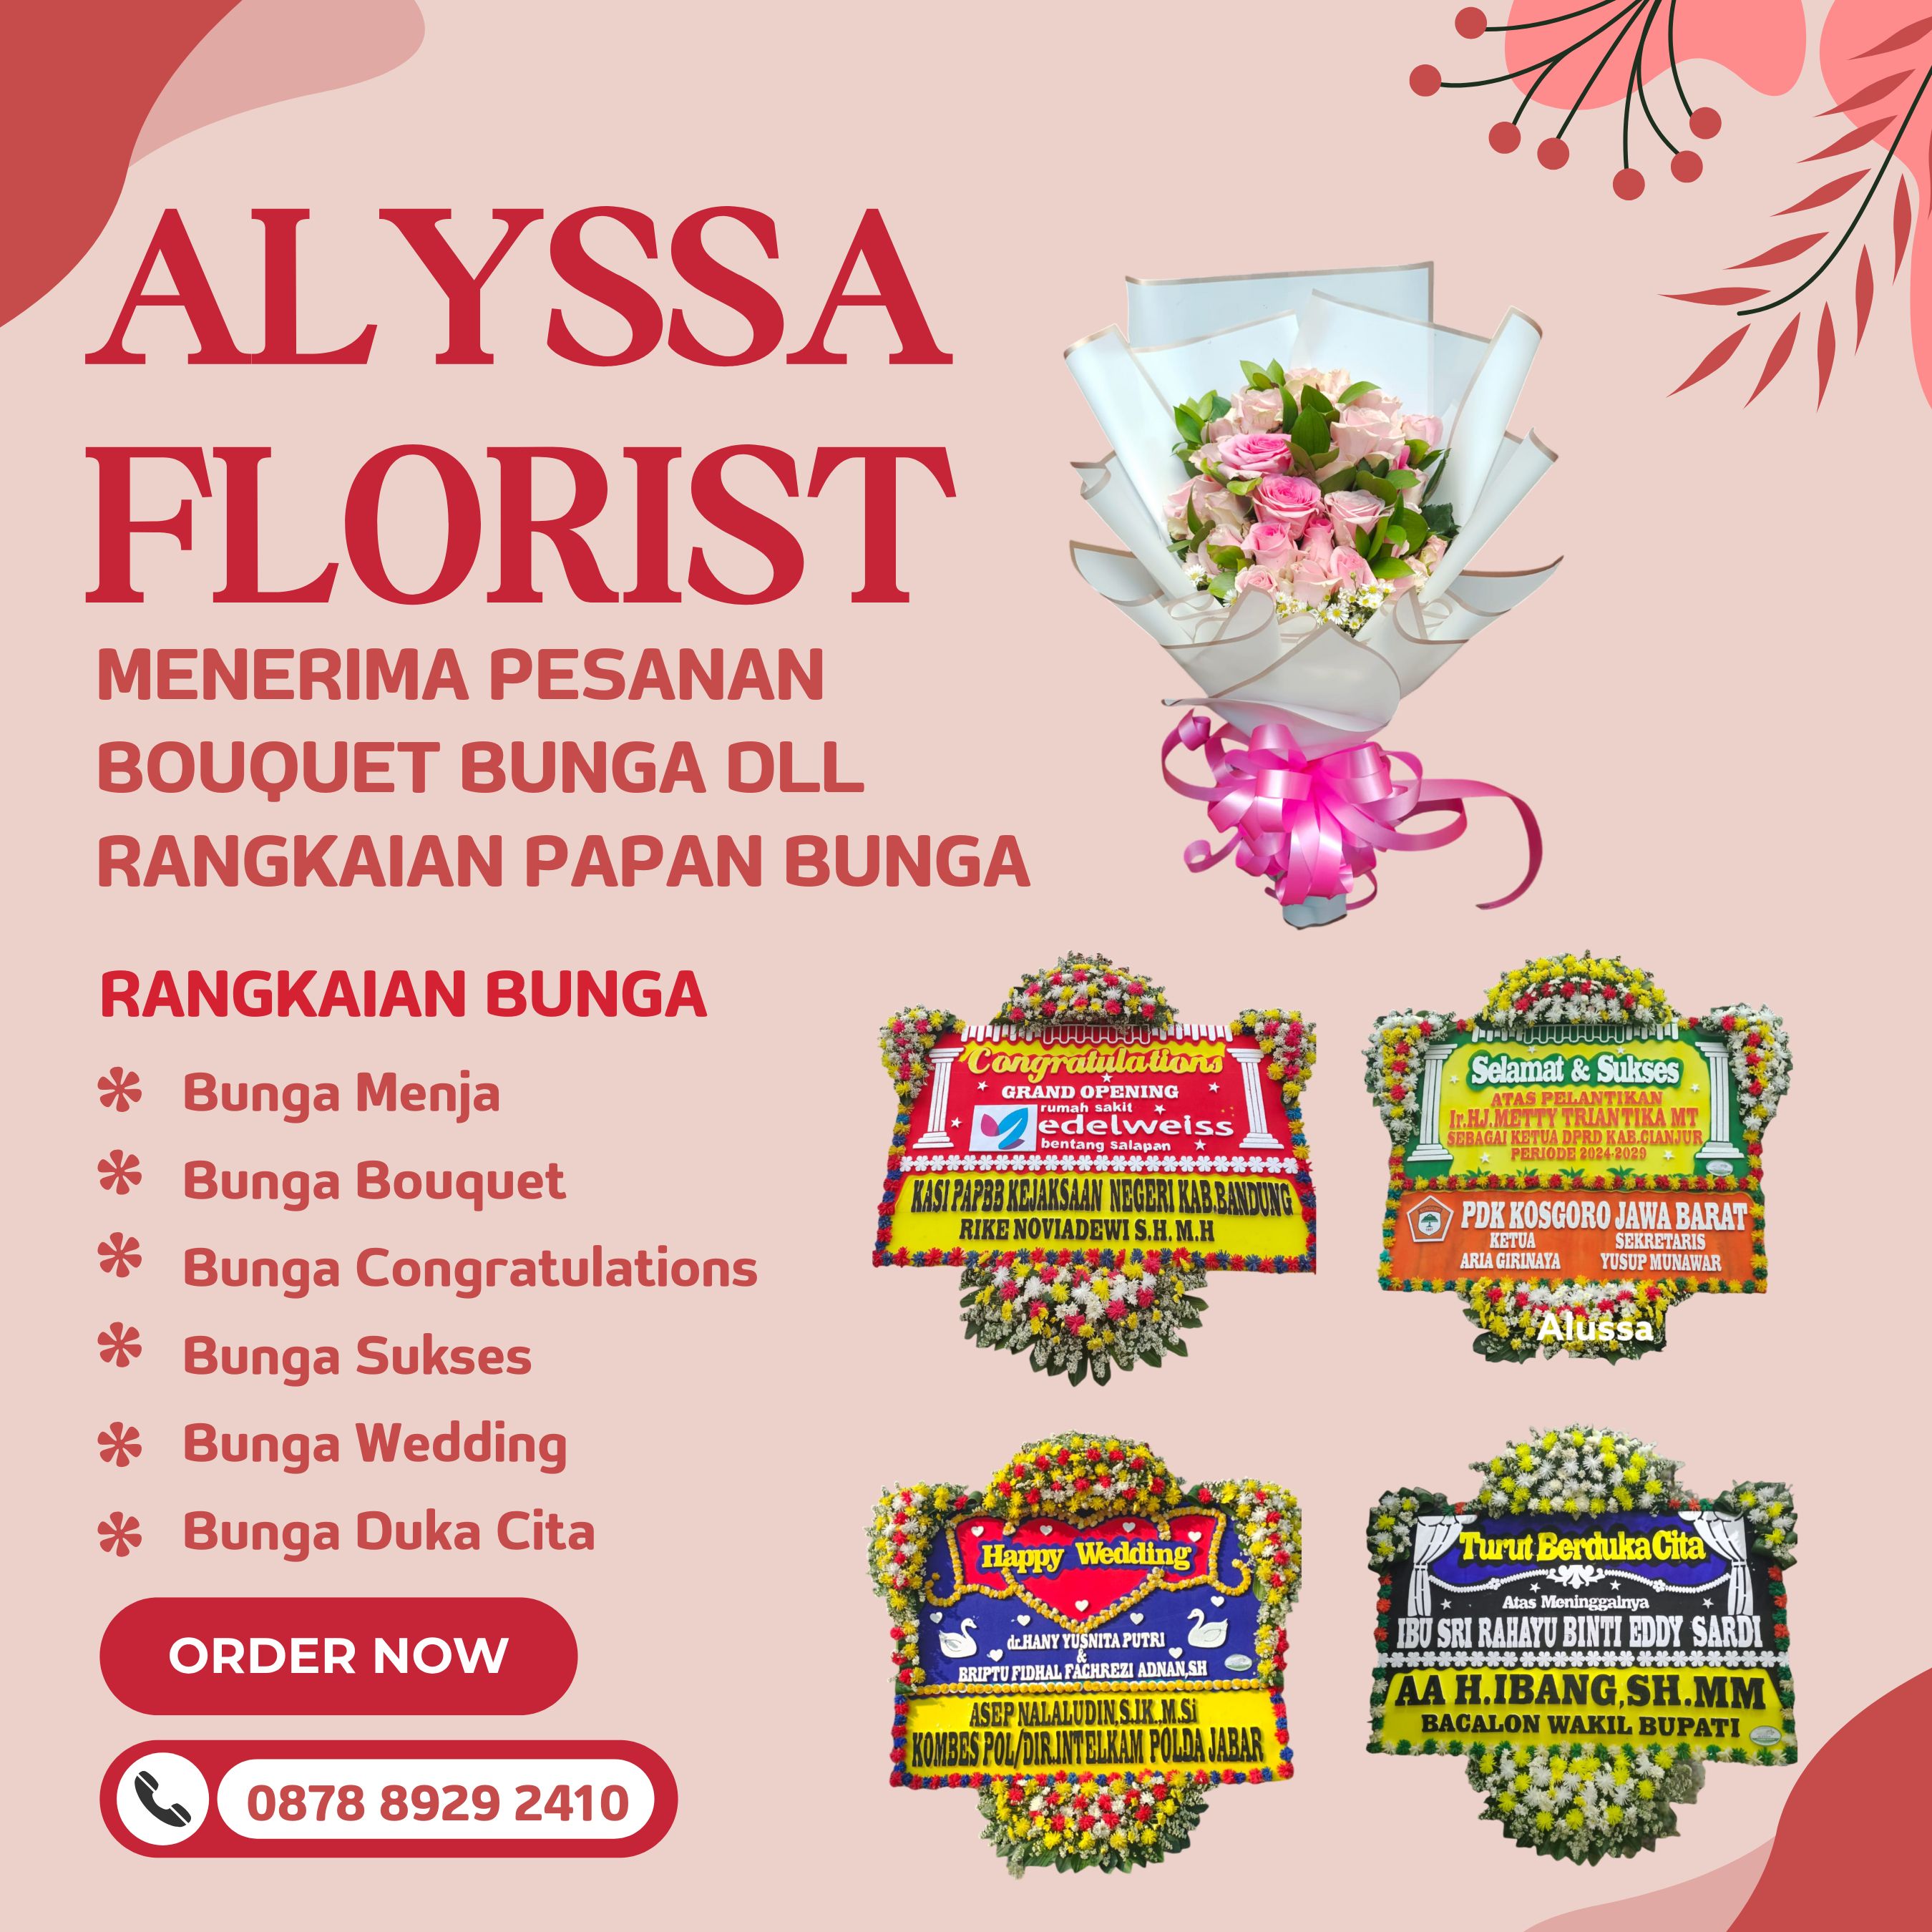 ALYSSA
FLORIST
MENERIMA PESANAN
BOUQUET BUNGA DLL
RANGKAIAN PAPAN BUNGA
RANGKAIAN BUNGA
Bunga Menja
Bunga Bouquet
Bunga Congratulations
Bunga Sukses
Bunga Wedding
Bunga Duka Cita
ORDER NOW
0878 8929 2410
Congratulations
GRAND OPENING
rumah sakit
edelweiss
bentang salapan
KASI PAPBB KEJAKSAAN NEGERI KAB.BANDUNG
RIKE NOVIADEWI S.H. M.H
Selamat & Sukses
ATAS PELANTIKAN
Ir.HJ.METTY TRIANTIKA MT
SEBAGAI KETUA DPRD KAB.CIANJUR
PERIODE 2024-2029
PDK KOSGORO JAWA BARAT
KETUA SEKRETARIS
ARIA GIRINAYA YUSUP MUNAWAR
Alussa
Happy Wedding
dr.HANY YUSNITA PUTRI
&
BRIPTU FIDHAL FACHREZI ADNAN,SH
ASEP NALALUDIN,S.IK.,M.Si
KOMBES POL/DIR.INTELKAM POLDA JABAR
Turut Berduka Cita
Atas Meninggalnya
IBU SRI RAHAYU BINTI EDDY SARDI
AA H.IBANG,SH.MM
BACALON WAKIL BUPATI